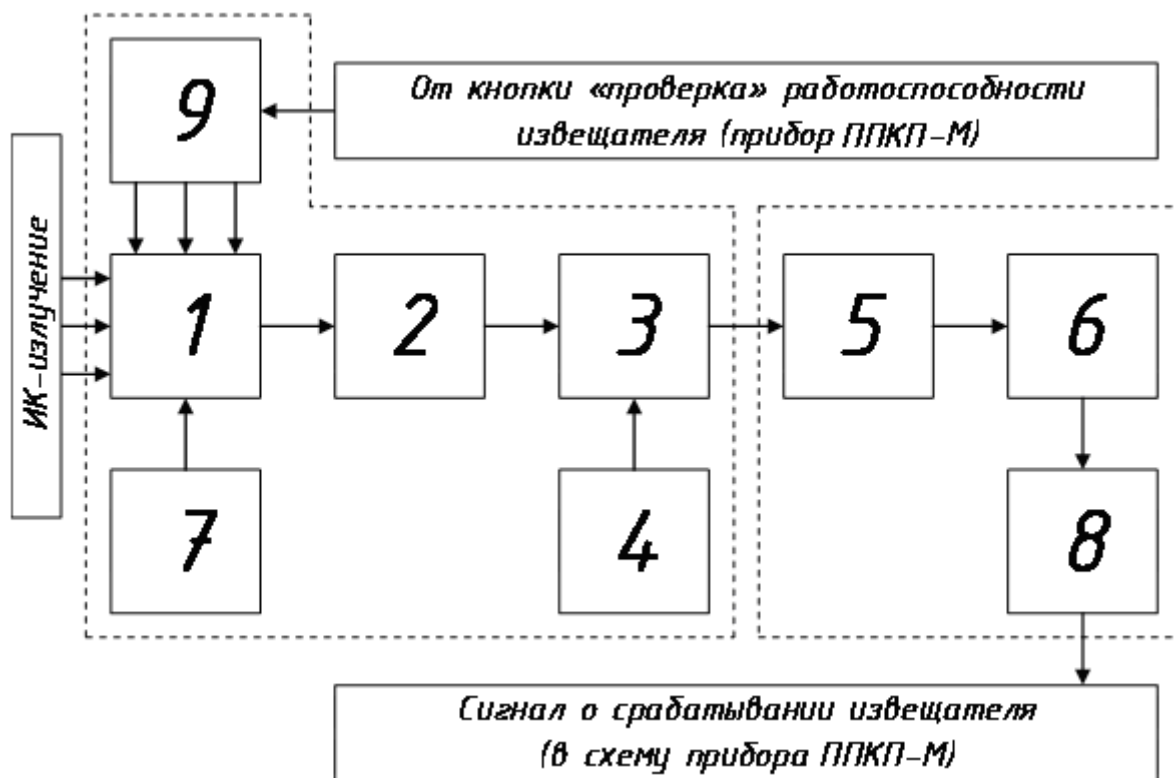 9
От кнопки «проверка» работоспособности
извещателя (прибор ППКП-М)
ИК-излучение
1
2
3
5
6
7
4
8
Сигнал о срабатывании извещателя
(в схему прибора ППКП-М)